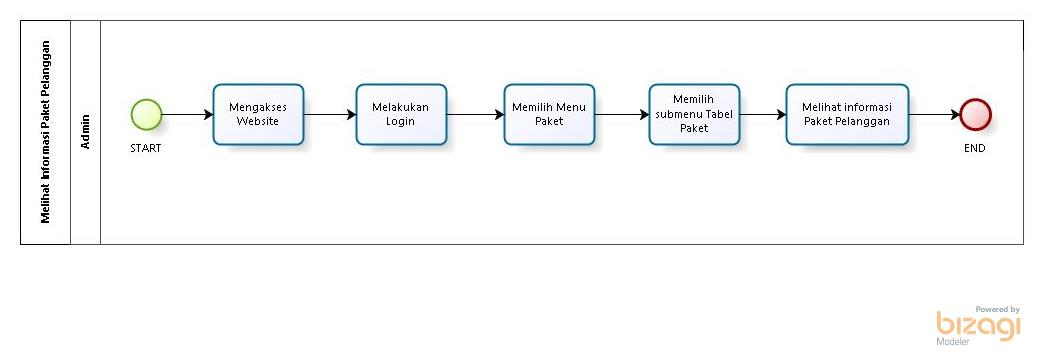 Melihat Informasi Paket Pelanggan
Admin
START
Mengakses
Website
Melakukan
Login
Memilih Menu
Paket
Memilih
submenu Tabel
Paket
Melihat informasi
Paket Pelanggan
END
Powered by
bizagi
Modeler